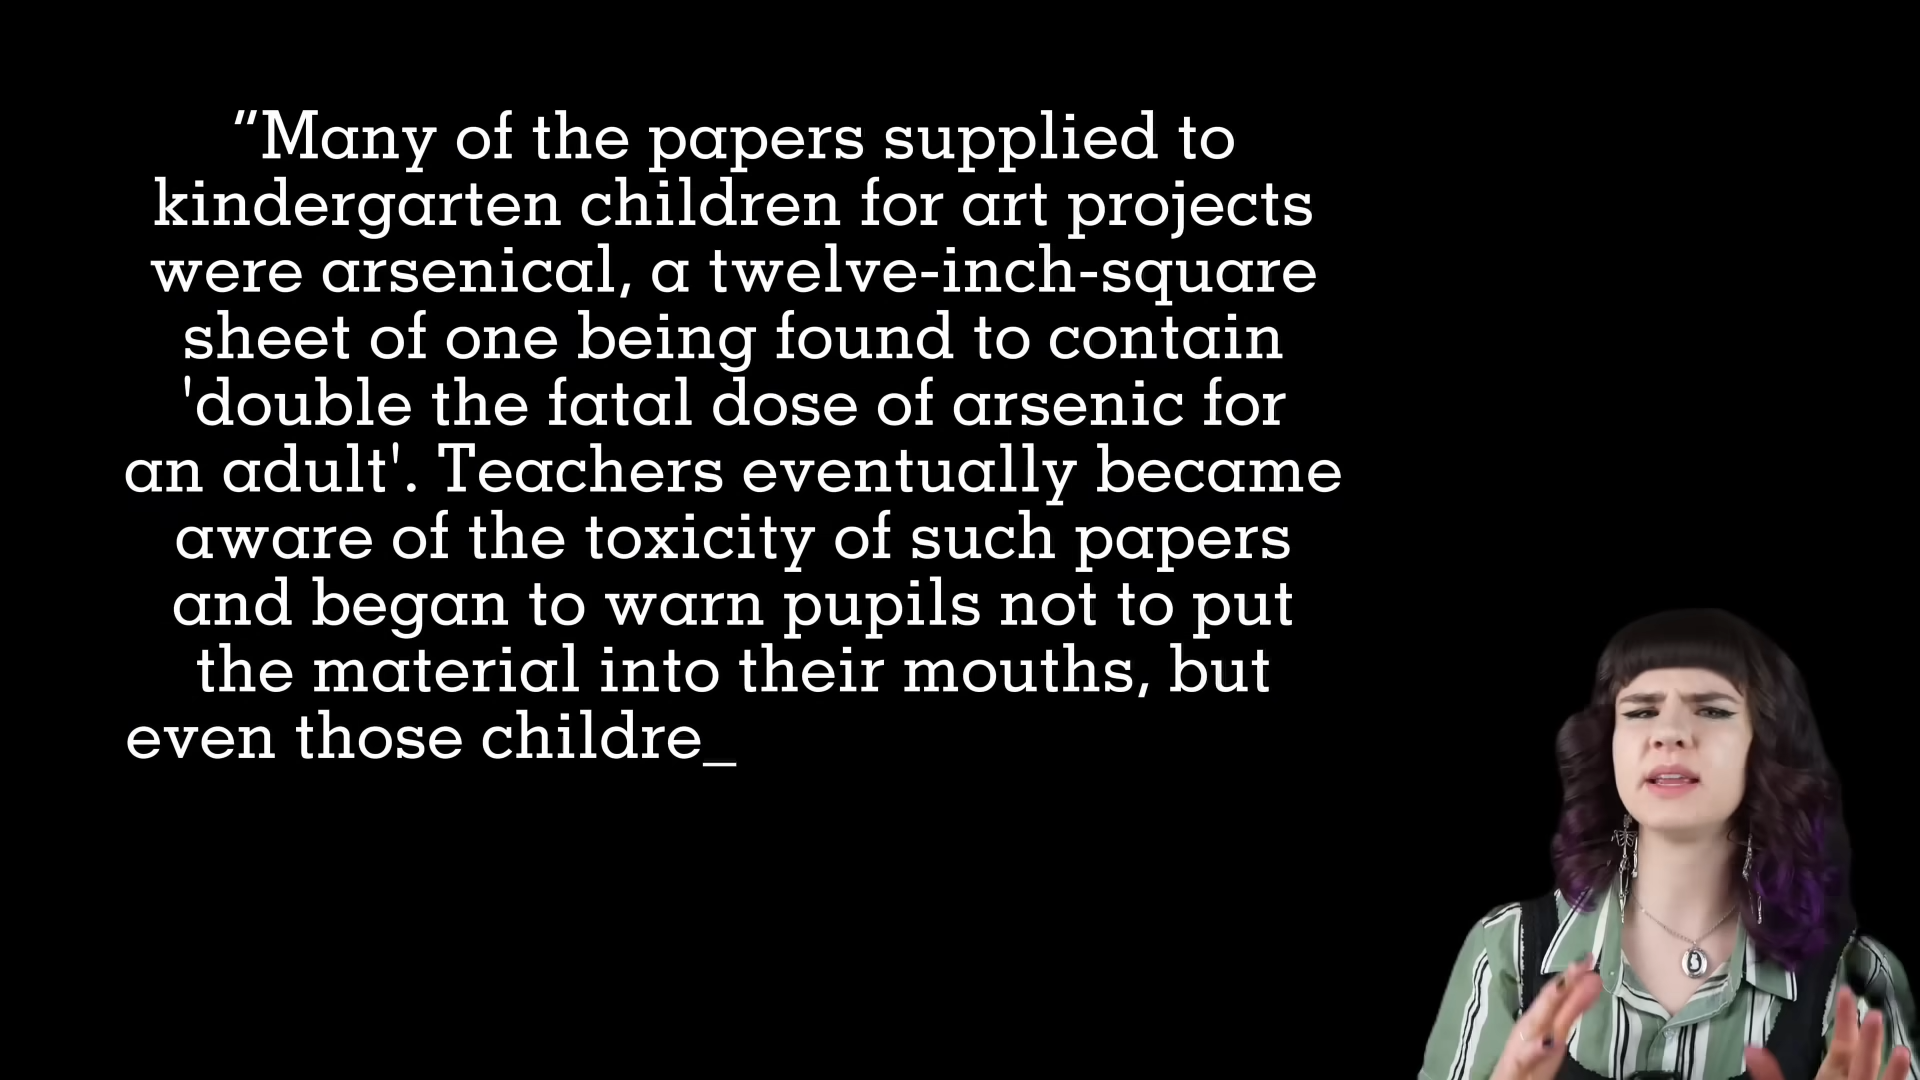 "Many of the papers supplied to
kindergarten children for art projects
were arsenical, a twelve-inch-square
sheet of one being found to contain
'double the fatal dose of arsenic for
an adult'. Teachers eventually became
aware of the toxicity of such papers
and began to warn pupils not to put
the material into their mouths, but
even those childre_